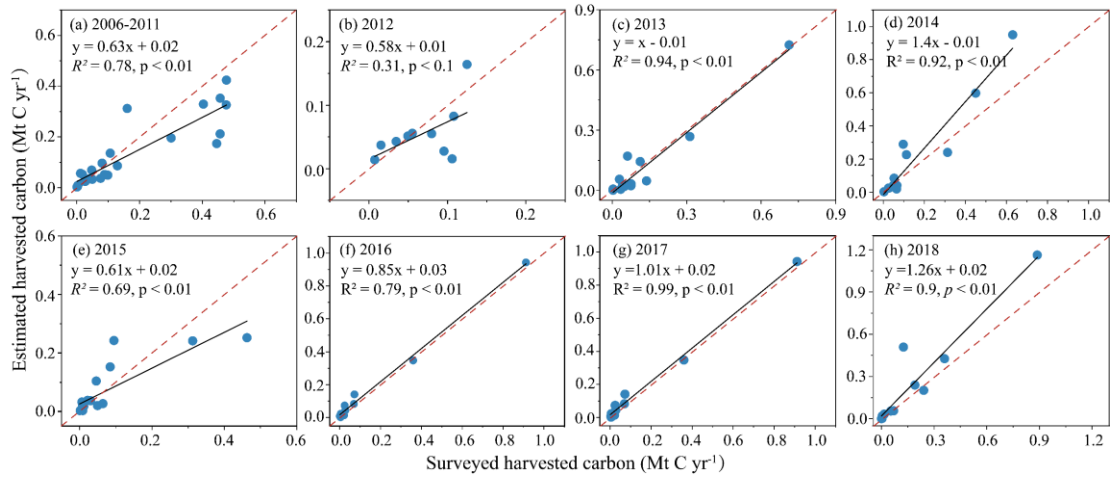 Estimated harvested carbon (Mt C yr⁻¹)
(a) 2006-2011
y = 0.63x + 0.02
R² = 0.78, p < 0.01
0.6
0.4
0.2
0.0
0.0 0.2 0.4 0.6
(b) 2012
y = 0.58x + 0.01
R² = 0.31, p < 0.1
0.2
0.1
0.0
0.0 0.1 0.2
(c) 2013
y = x - 0.01
R² = 0.94, p < 0.01
0.9
0.6
0.3
0.0
0.0 0.3 0.6 0.9
(d) 2014
y = 1.4x - 0.01
R² = 0.92, p < 0.01
1.0
0.8
0.6
0.4
0.2
0.0
0.0 0.2 0.4 0.6 0.8 1.0
(e) 2015
y = 0.61x + 0.02
R² = 0.69, p < 0.01
0.6
0.4
0.2
0.0
0.0 0.2 0.4 0.6
(f) 2016
y = 0.85x + 0.03
R² = 0.79, p < 0.01
1.0
0.8
0.6
0.4
0.2
0.0
0.0 0.2 0.4 0.6 0.8 1.0
(g) 2017
y =1.01x + 0.02
R² = 0.99, p < 0.01
1.0
0.8
0.6
0.4
0.2
0.0
0.0 0.2 0.4 0.6 0.8 1.0
(h) 2018
y =1.26x + 0.02
R² = 0.9, p < 0.01
1.2
0.9
0.6
0.3
0.0
0.0 0.3 0.6 0.9 1.2
Surveyed harvested carbon (Mt C yr⁻¹)